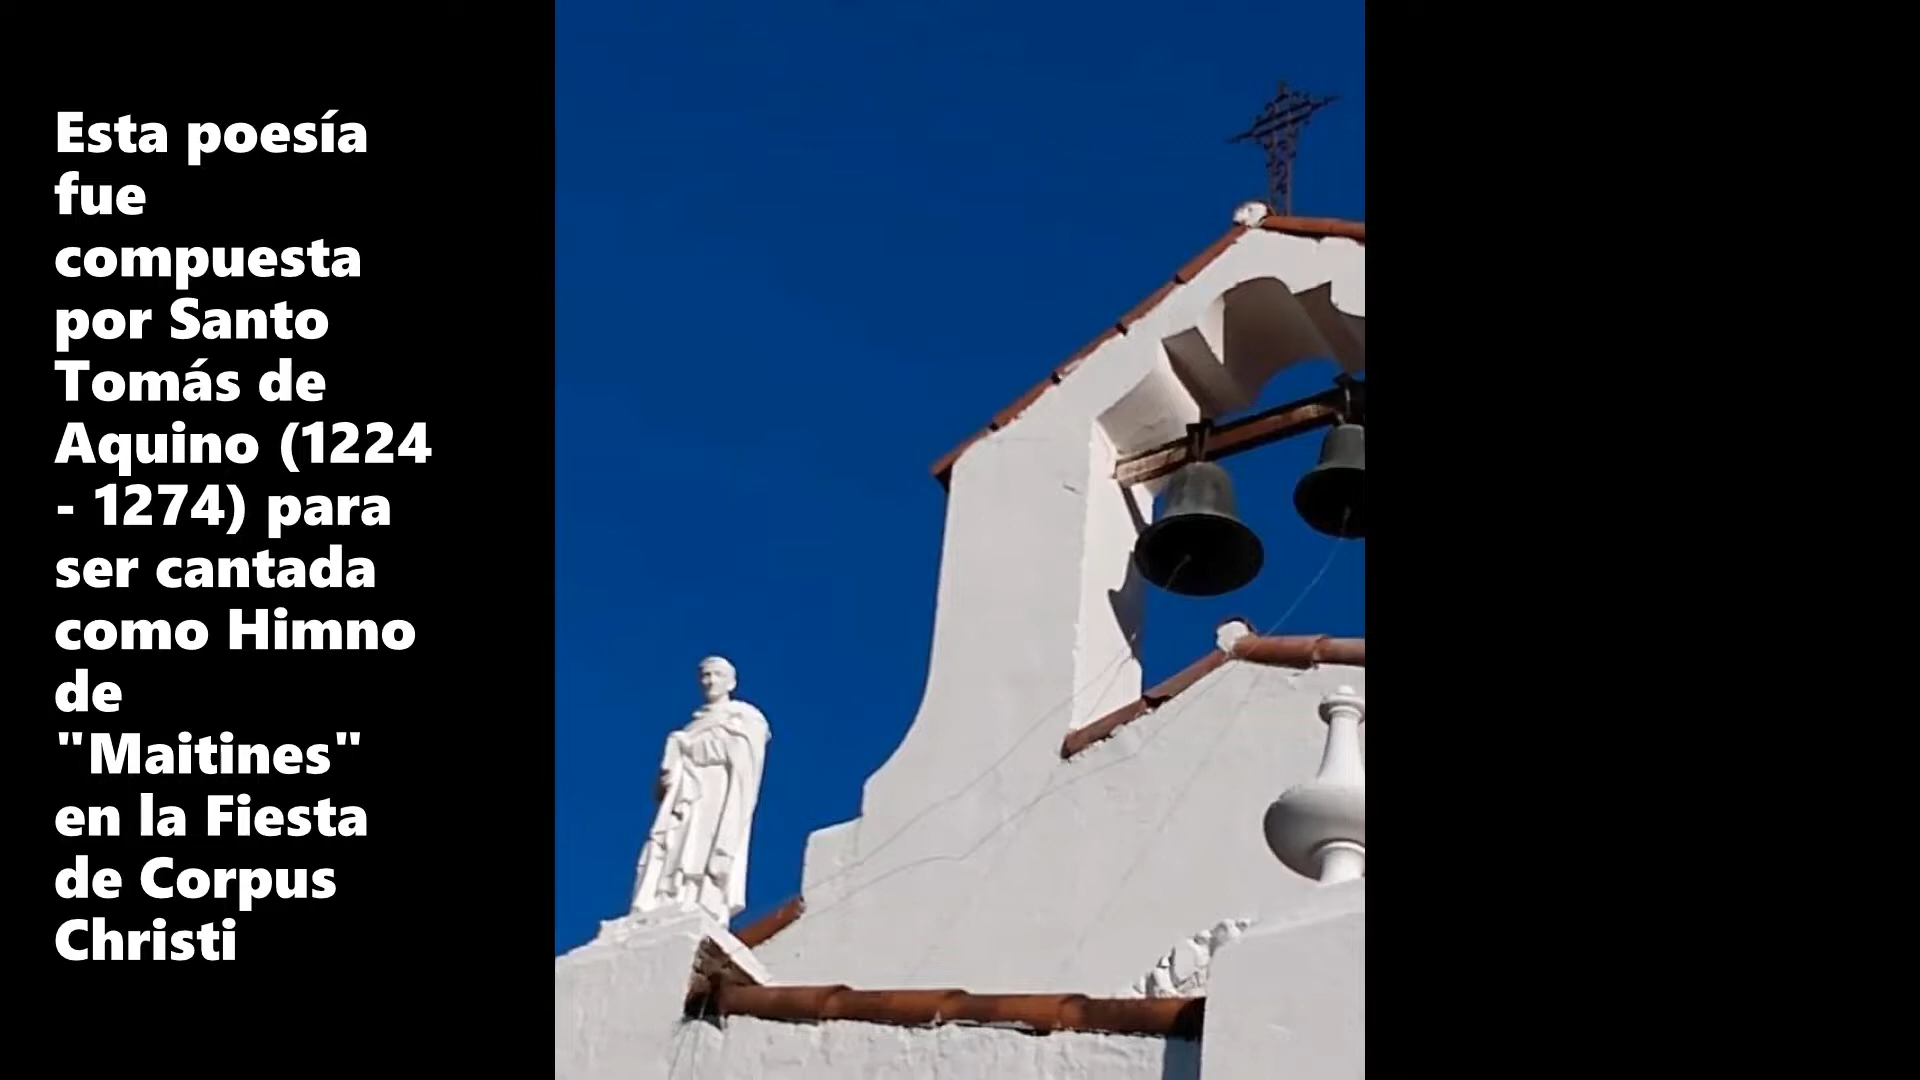 Esta poesía
fue
compuesta
por Santo
Tomás de
Aquino (1224
- 1274) para
ser cantada
como Himno
de
"Maitines"
en la Fiesta
de Corpus
Christi